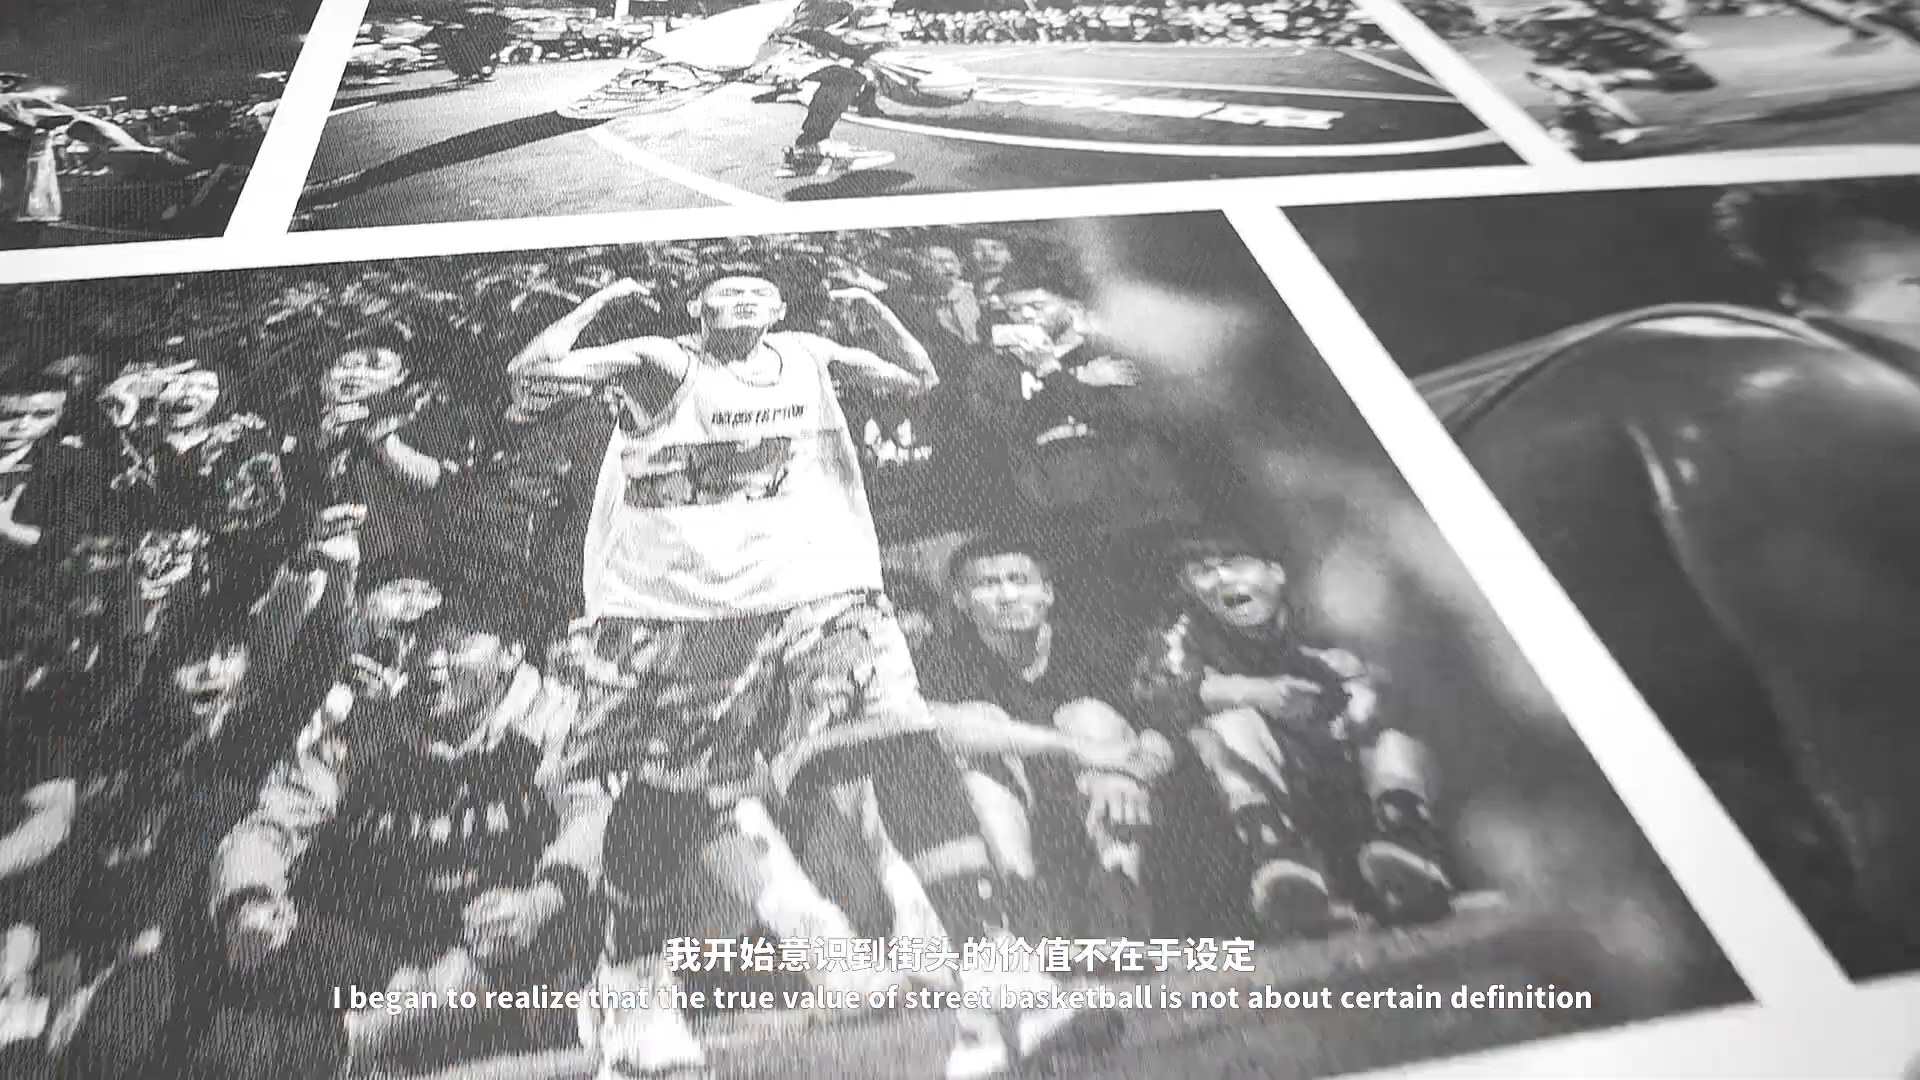 我开始意识到街头的价值不在于设定
I began to realize that the true value of street basketball is not about certain definition